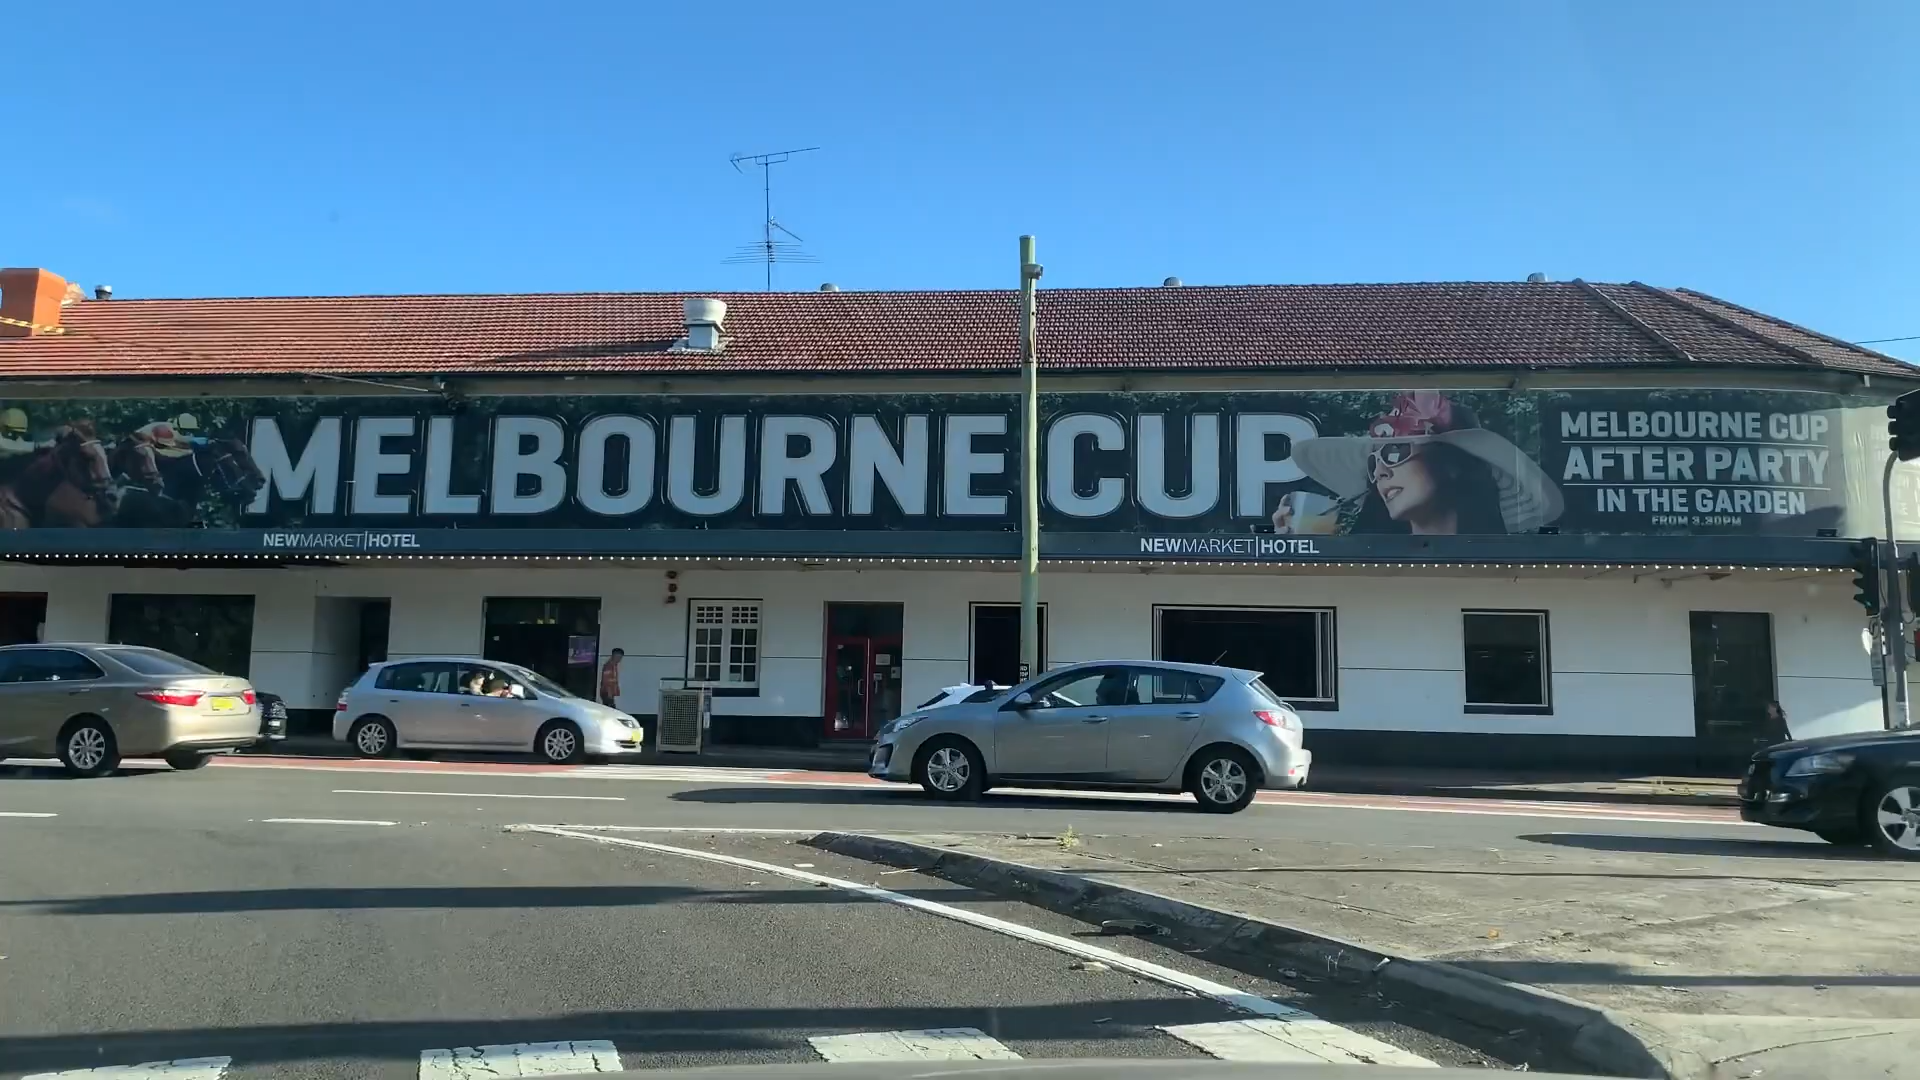 MELBOURNE CUP
MELBOURNE CUP
AFTER PARTY
IN THE GARDEN
FROM 3.30PM
NEWMARKET|HOTEL
NEWMARKET|HOTEL